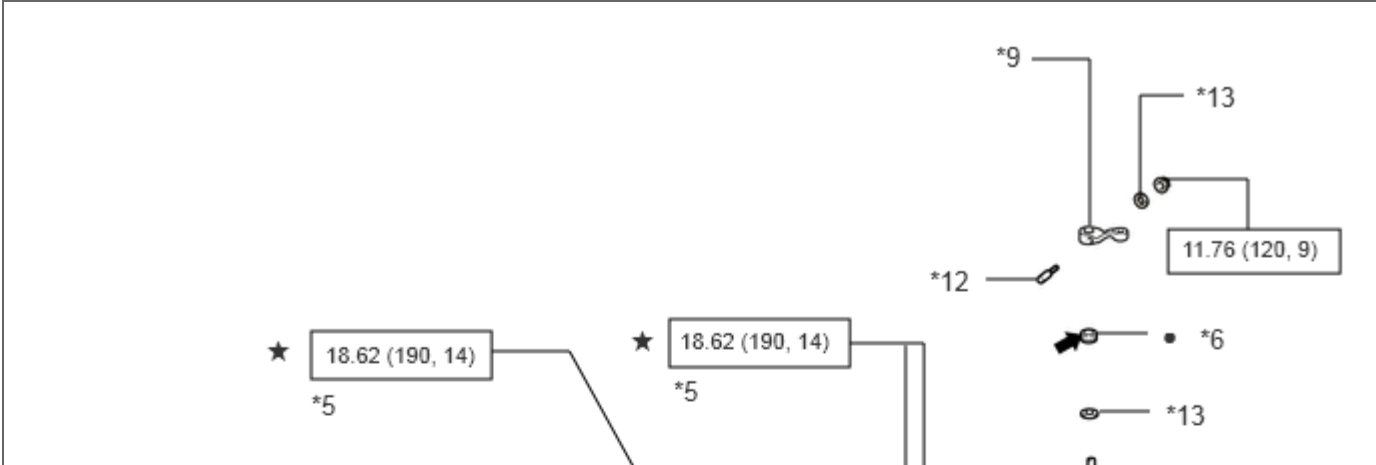 *9
*13
11.76 (120, 9)
*12
★ 18.62 (190, 14)
*5
★ 18.62 (190, 14)
*5
● *6
*13